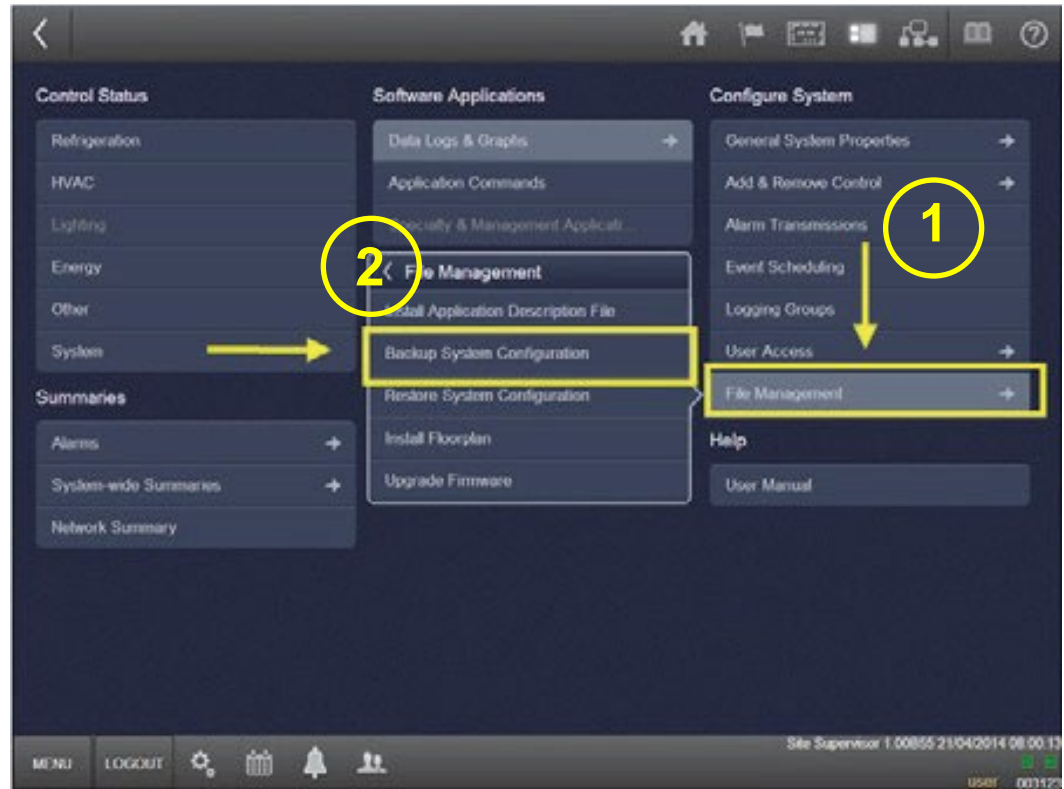 Control Status
Refrigeration
HVAC
Lighting
Energy
Other
System
Summaries
Alarms
System-wide Summaries
Network Summary
Software Applications
Data Logs & Graphs
Application Commands
& Management Applicati...
2
File Management
Install Application Description File
Backup System Configuration
Restore System Configuration
Install Floorplan
Upgrade Firmware
Configure System
General System Properties
Add & Remove Control
1
Alarm Transmissions
Event Scheduling
Logging Groups
User Access
File Management
Help
User Manual
MENU LOGOUT
Site Supervisor 1.00B55 21/04/2014 08:00:13
user 003123